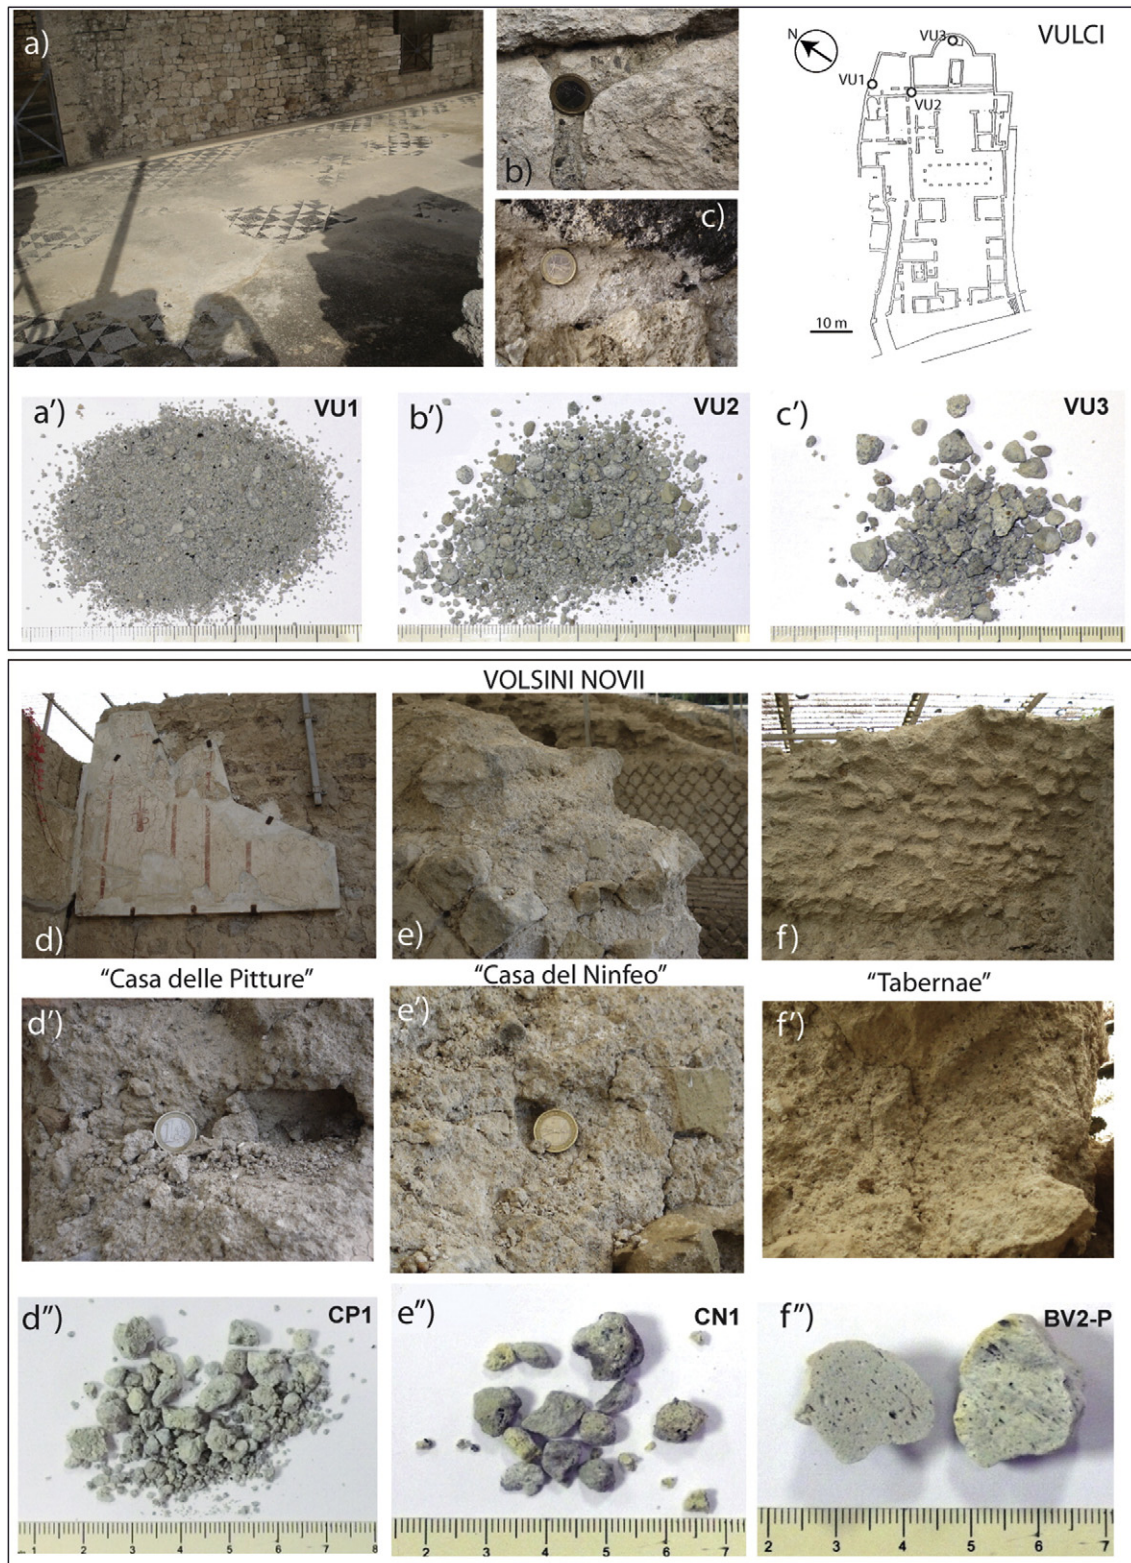 a)
b)
c)
N
VU3
VU1
VU2
VULCI
10 m
a')
VU1
b')
VU2
c')
VU3
VOLSINI NOVII
d)
e)
f)
"Casa delle Pitture"
"Casa del Ninfeo"
"Tabernae"
d')
e')
f')
d")
CP1
e")
CN1
f")
BV2-P
1 2 3 4 5 6 7 8
2 3 4 5 6 7
2 3 4 5 6 7